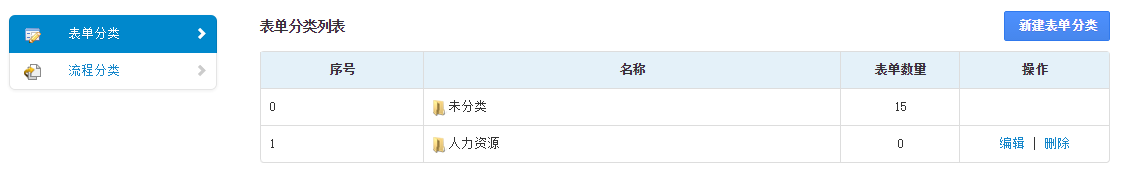 表单分类
流程分类
表单分类列表
新建表单分类
序号 名称 表单数量 操作
0 未分类 15
1 人力资源 0 编辑 | 删除